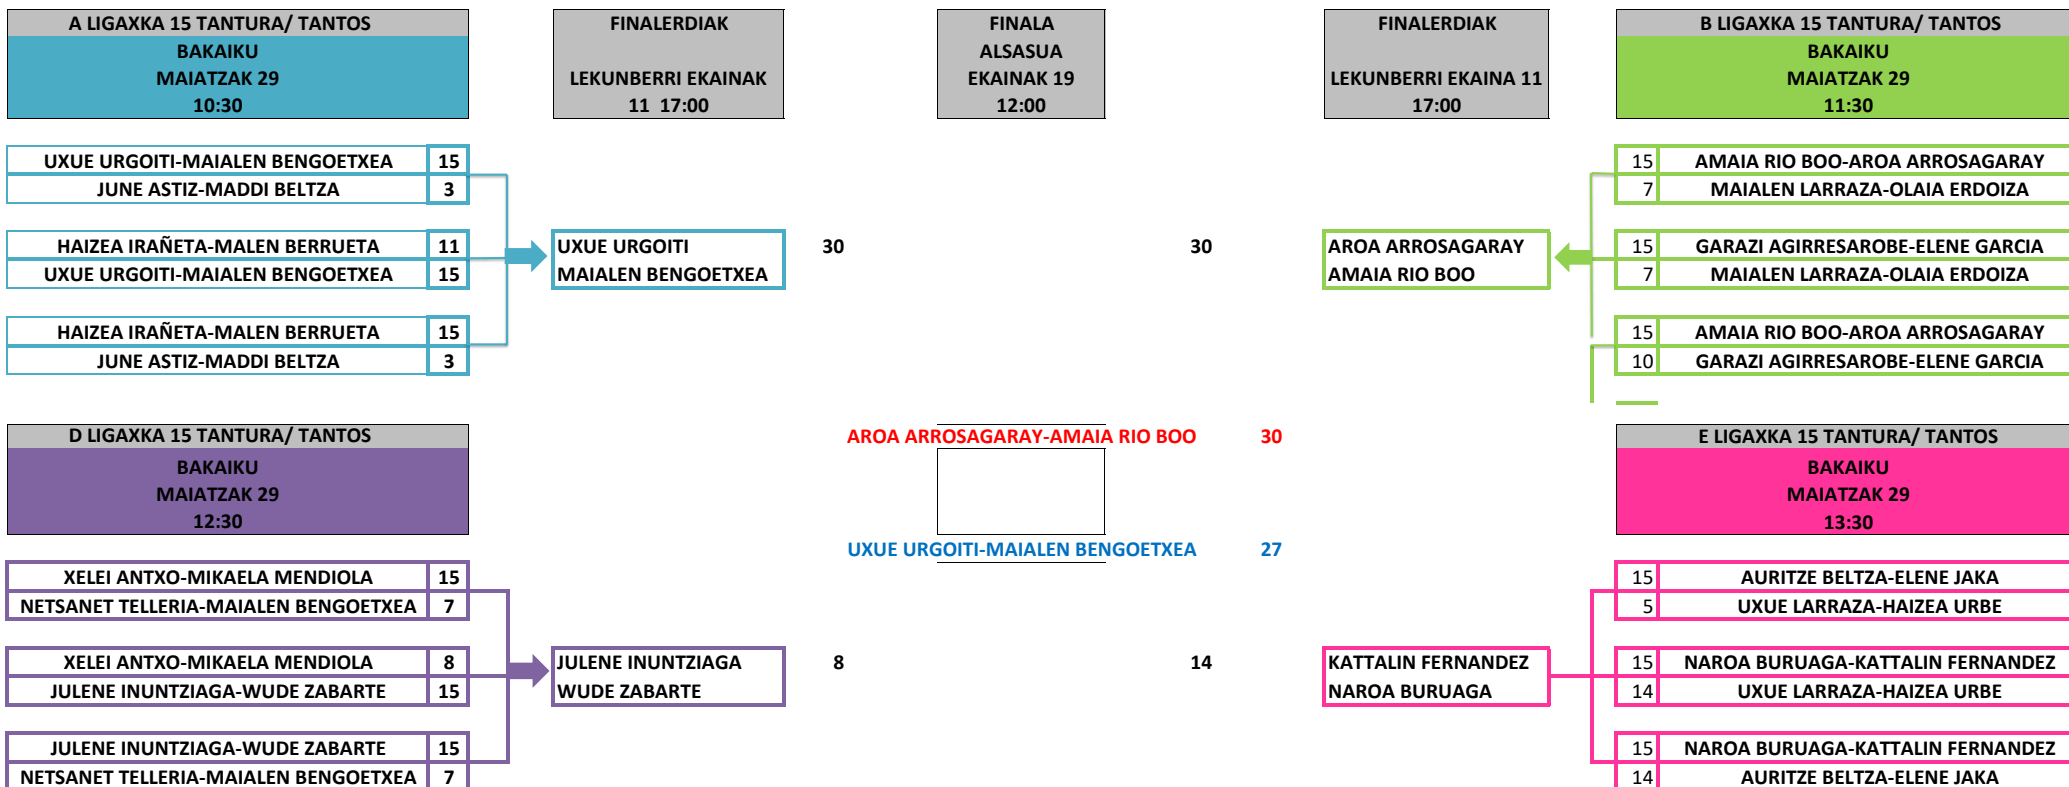 A LIGAXKA 15 TANTURA/ TANTOS
BAKAIKU
MAIATZAK 29
10:30
FINALERDIAK
LEKUNBERRI EKAINAK
11 17:00
FINALA
ALSASUA
EKAINAK 19
12:00
FINALERDIAK
LEKUNBERRI EKAINA 11
17:00
B LIGAXKA 15 TANTURA/ TANTOS
BAKAIKU
MAIATZAK 29
11:30
UXUE URGOITI-MAIALEN BENGOETXEA 15
JUNE ASTIZ-MADDI BELTZA 3
HAIZEA IRAÑETA-MALEN BERRUETA 11
UXUE URGOITI-MAIALEN BENGOETXEA 15
HAIZEA IRAÑETA-MALEN BERRUETA 15
JUNE ASTIZ-MADDI BELTZA 3
UXUE URGOITI 30
MAIALEN BENGOETXEA
30 AROA ARROSAGARAY
AMAIA RIO BOO
15 AMAIA RIO BOO-AROA ARROSAGARAY
7 MAIALEN LARRAZA-OLAIA ERDOIZA
15 GARAZI AGIRRESAROBE-ELENE GARCIA
7 MAIALEN LARRAZA-OLAIA ERDOIZA
15 AMAIA RIO BOO-AROA ARROSAGARAY
10 GARAZI AGIRRESAROBE-ELENE GARCIA
D LIGAXKA 15 TANTURA/ TANTOS
BAKAIKU
MAIATZAK 29
12:30
AROA ARROSAGARAY-AMAIA RIO BOO 30
UXUE URGOITI-MAIALEN BENGOETXEA 27
E LIGAXKA 15 TANTURA/ TANTOS
BAKAIKU
MAIATZAK 29
13:30
XELEI ANTXO-MIKAELA MENDIOLA 15
NETSANET TELLERIA-MAIALEN BENGOETXEA 7
XELEI ANTXO-MIKAELA MENDIOLA 8
JULENE INUNTZIAGA-WUDE ZABARTE 15
JULENE INUNTZIAGA-WUDE ZABARTE 15
NETSANET TELLERIA-MAIALEN BENGOETXEA 7
JULENE INUNTZIAGA 8
WUDE ZABARTE
14 KATTALIN FERNANDEZ
NAROA BURUAGA
15 AURITZE BELTZA-ELENE JAKA
5 UXUE LARRAZA-HAIZEA URBE
15 NAROA BURUAGA-KATTALIN FERNANDEZ
14 UXUE LARRAZA-HAIZEA URBE
15 NAROA BURUAGA-KATTALIN FERNANDEZ
14 AURITZE BELTZA-ELENE JAKA